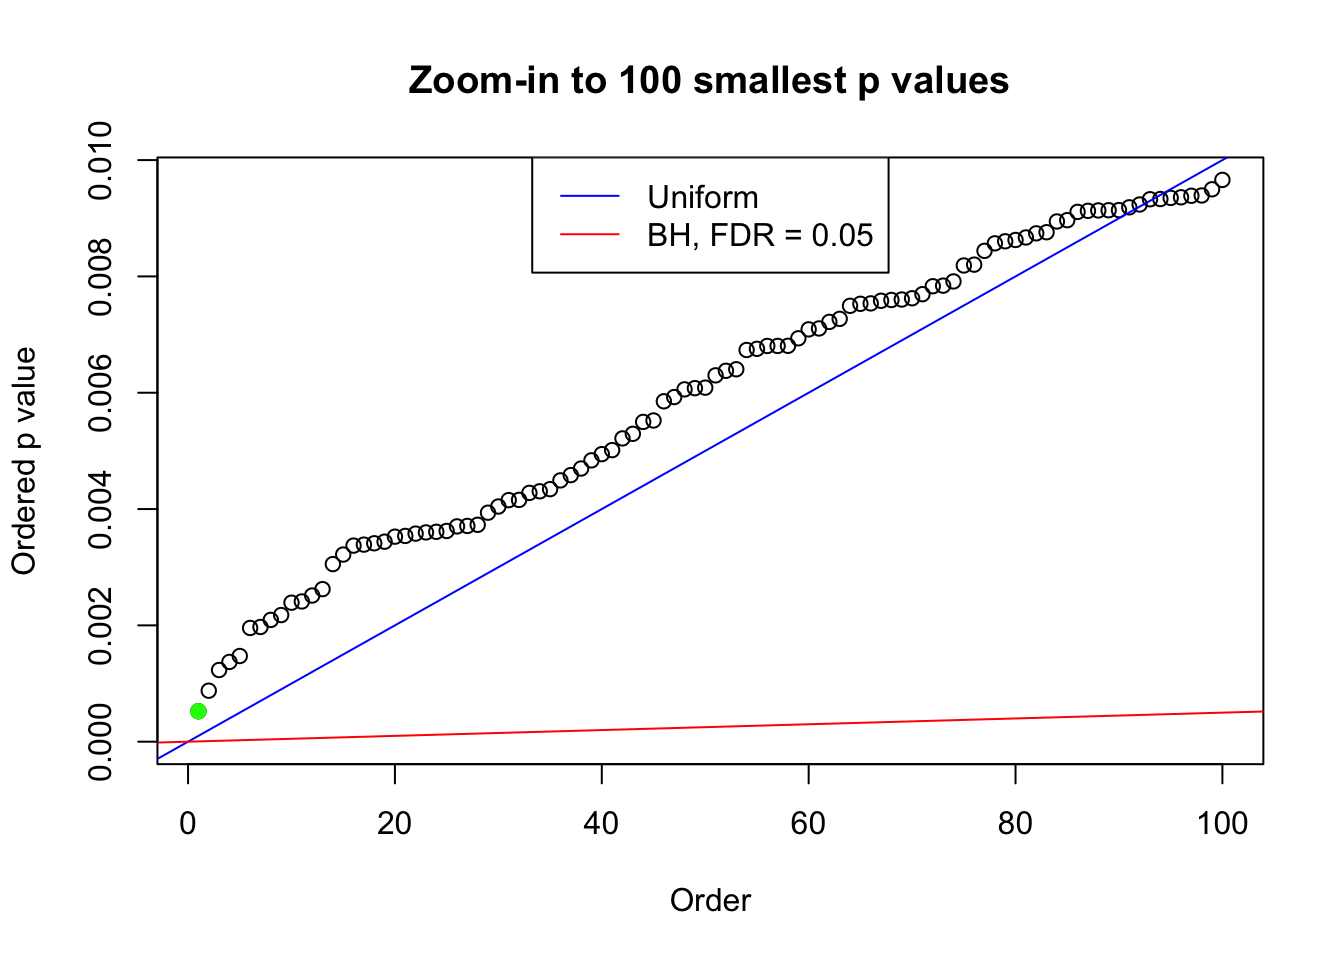 Zoom-in to 100 smallest p values
Uniform
BH, FDR = 0.05
Ordered p value
0.010
0.008
0.006
0.004
0.002
0.000
0 20 40 60 80 100
Order